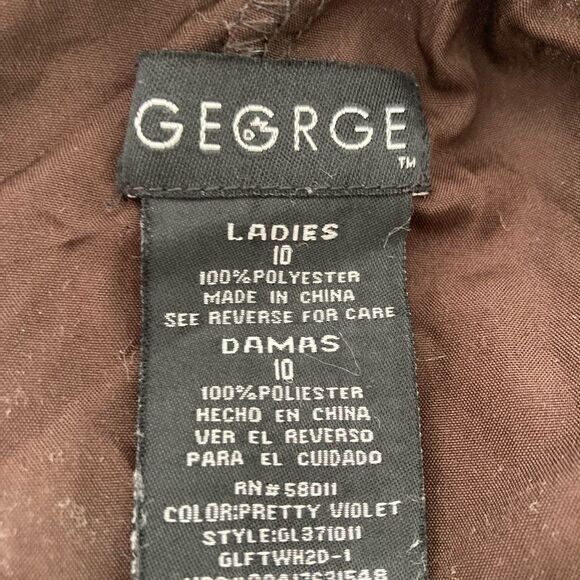 GEORGE
TM
LADIES
10
100% POLYESTER
MADE IN CHINA
SEE REVERSE FOR CARE
DAMAS
10
100% POLIESTER
HECHO EN CHINA
VER EL REVERSO
PARA EL CUIDADO
RN# 58011
COLOR:PRETTY VIOLET
STYLE:GL371011
GLFTWH2D-1